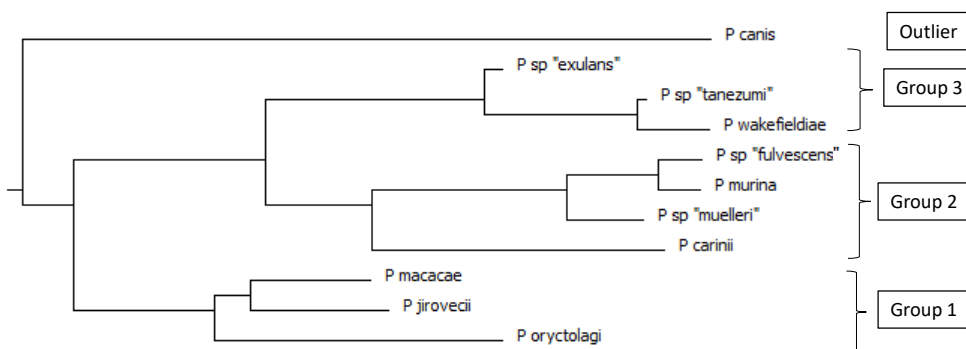 P canis
Outlier
P sp "exulans"
P sp "tanezumi"
Group 3
P wakefieldiae
P sp "fulvescens"
P murina
Group 2
P sp "muelleri"
P carinii
P macacae
P jirovecii
Group 1
P oryctolagi